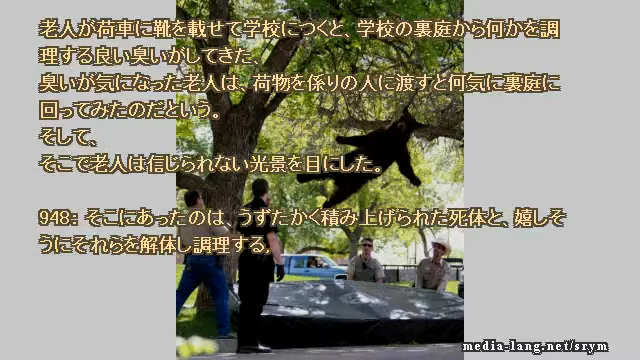 老人が荷車に靴を載せて学校につくと、学校の裏庭から何かを調
理する良い臭いがしてきた、
臭いが気になった老人は、荷物を係りの人に渡すと何気に裏庭に
回ってみたのだという。
そして、
そこで老人は信じられない光景を目にした。
948: そこにあったのは、うずたかく積み上げられた死体と、嬉しそ
うにそれらを解体し調理する,
media-lang.net/srym